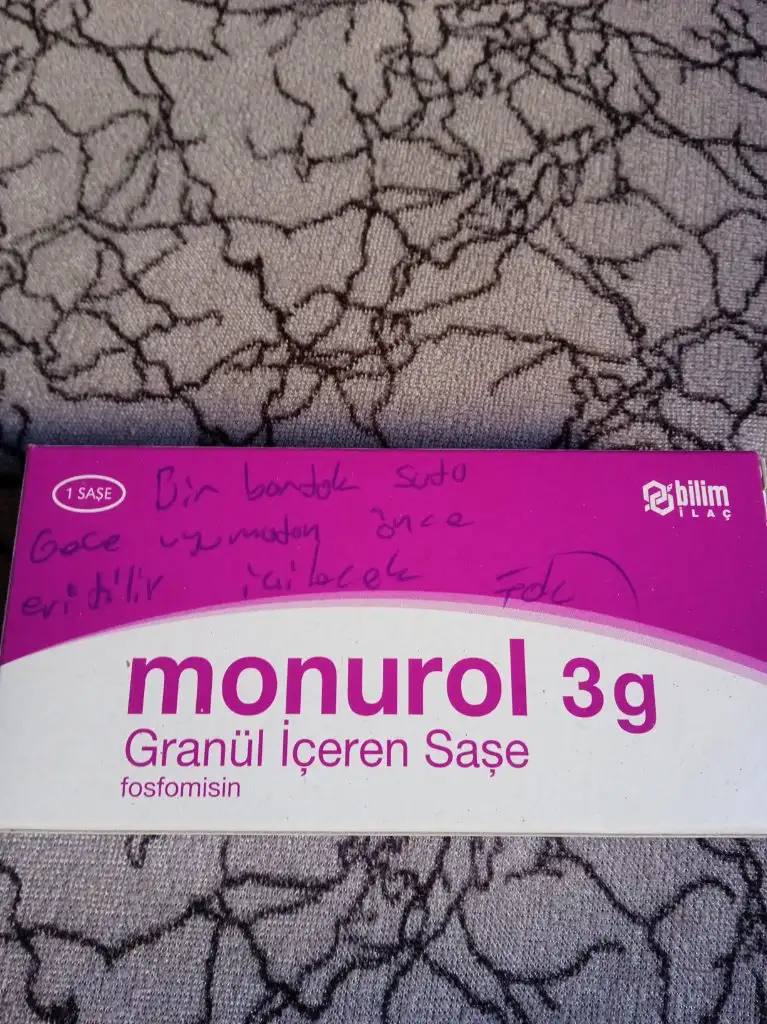 1 SAŞE
Bir bardak suda
bilim
İLAÇ
Gece uyumadan önce
eritilir içilecek
monurol 3g
Granül İçeren Saşe
fosfomisin